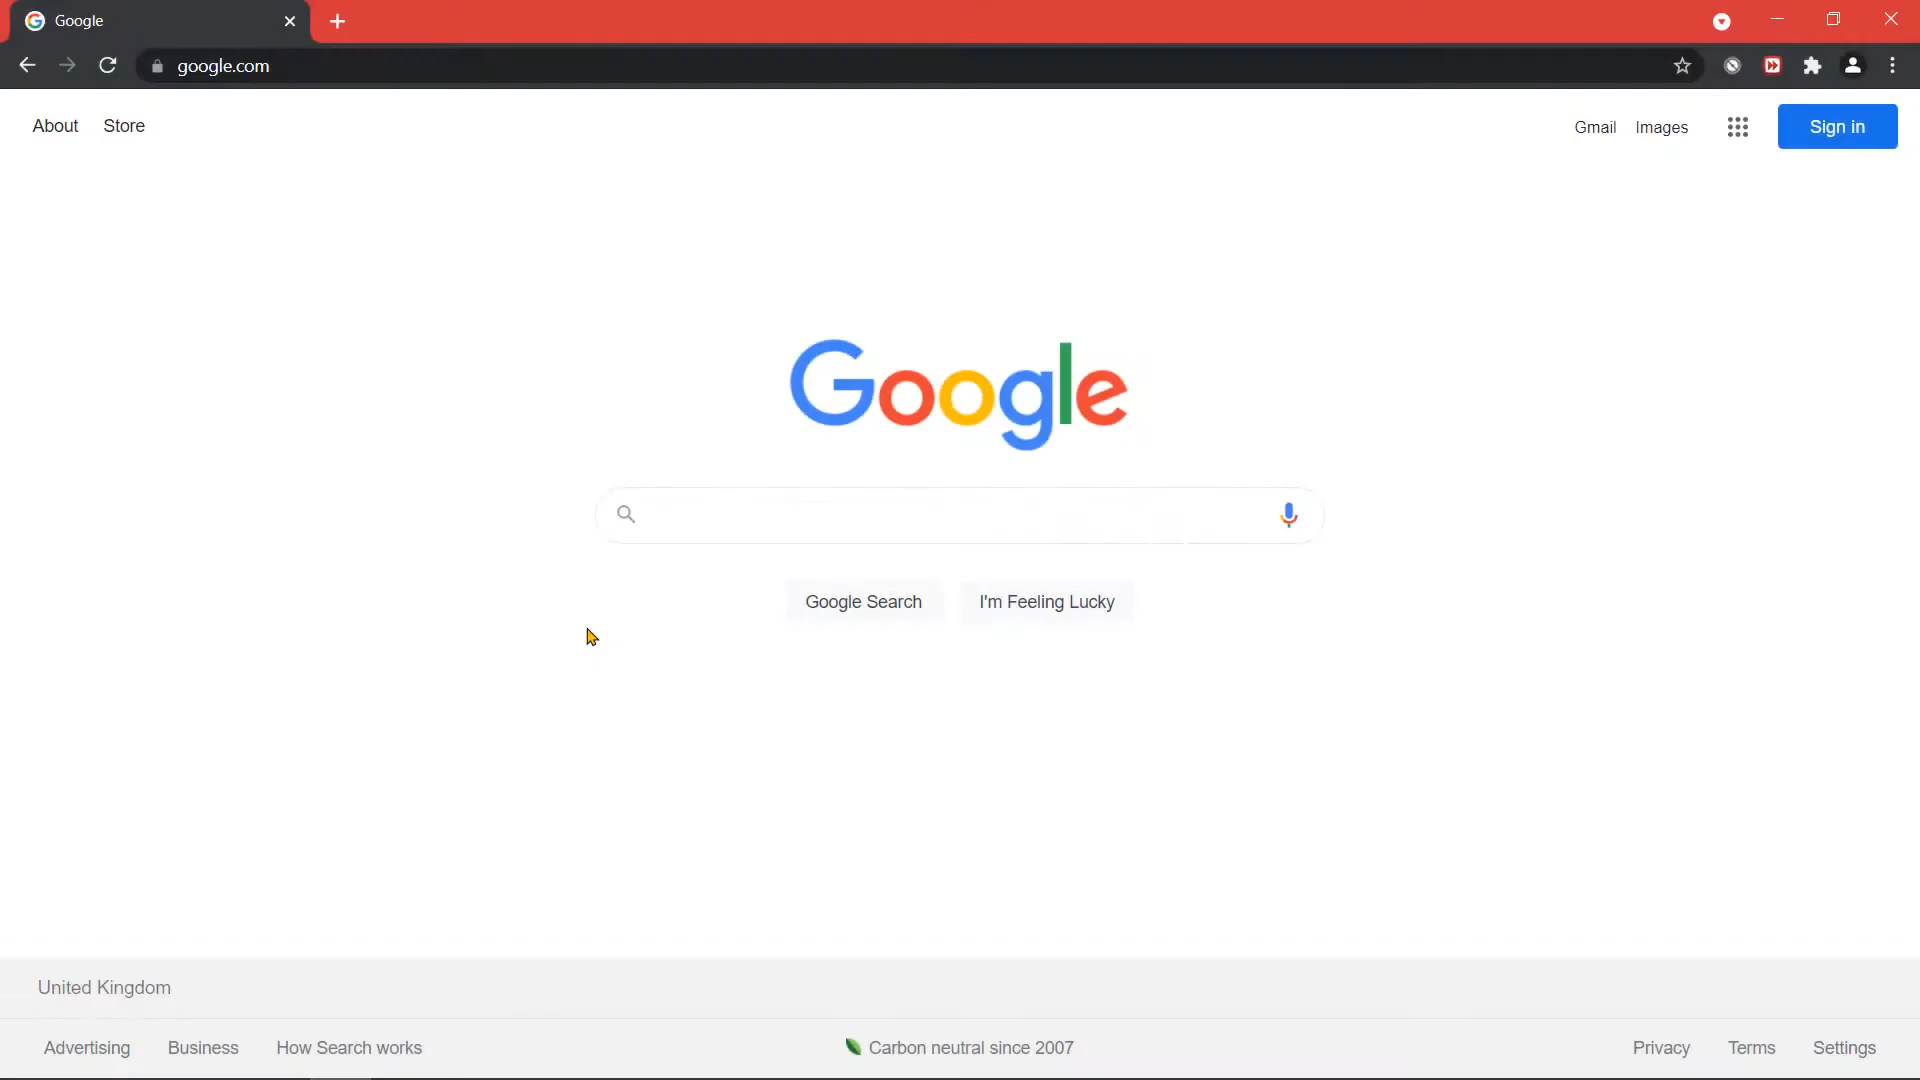 Google
google.com
About Store
Gmail Images Sign in
Google
Google Search I'm Feeling Lucky
United Kingdom
Advertising Business How Search works Carbon neutral since 2007 Privacy Terms Settings